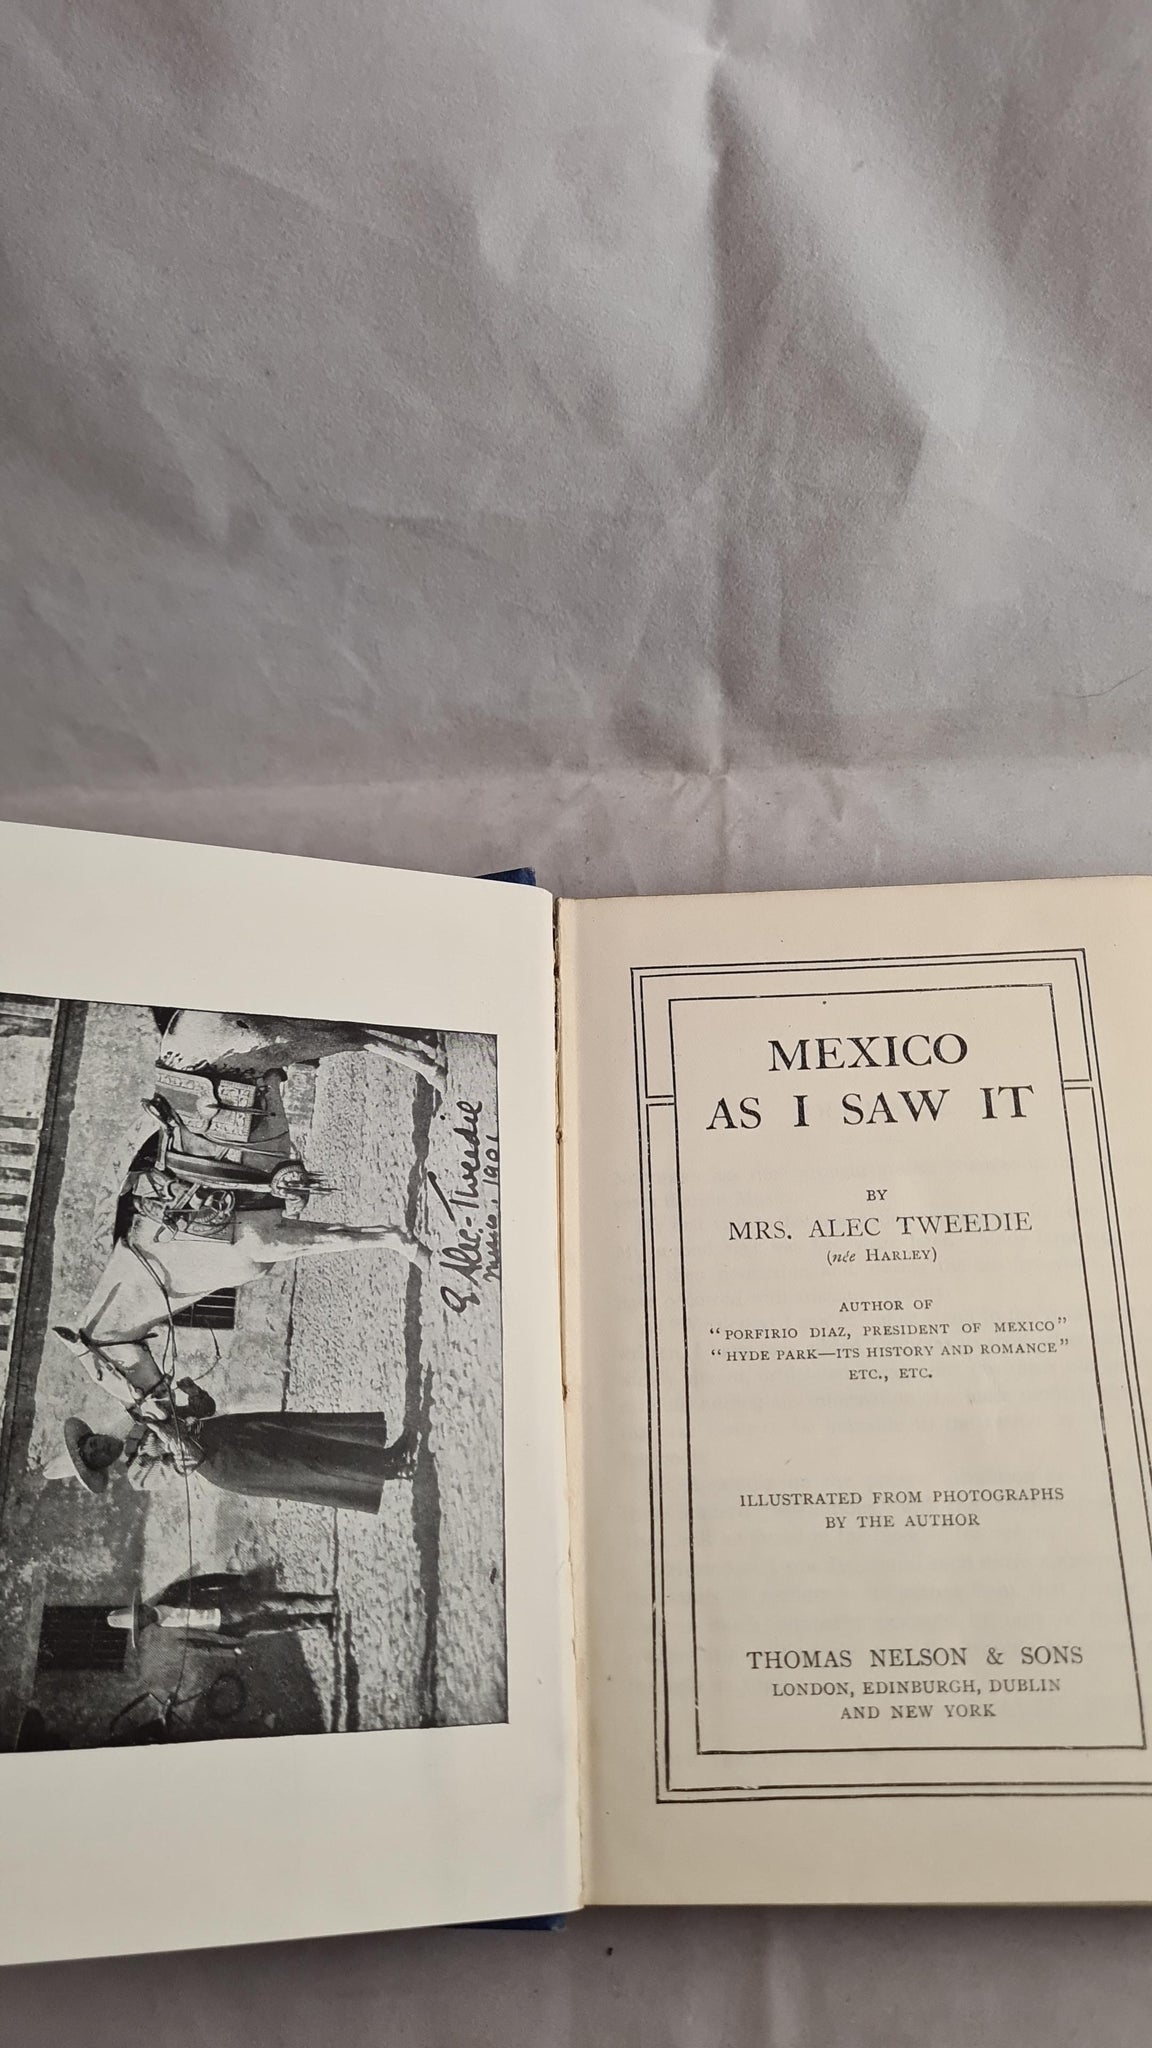 E. Alec-Tweedie
Mexico. 1901
MEXICO
AS I SAW IT
BY
MRS. ALEC TWEEDIE
(née HARLEY)
AUTHOR OF
"PORFIRIO DIAZ, PRESIDENT OF MEXICO"
"HYDE PARK—ITS HISTORY AND ROMANCE"
ETC., ETC.
ILLUSTRATED FROM PHOTOGRAPHS
BY THE AUTHOR
THOMAS NELSON & SONS
LONDON, EDINBURGH, DUBLIN
AND NEW YORK